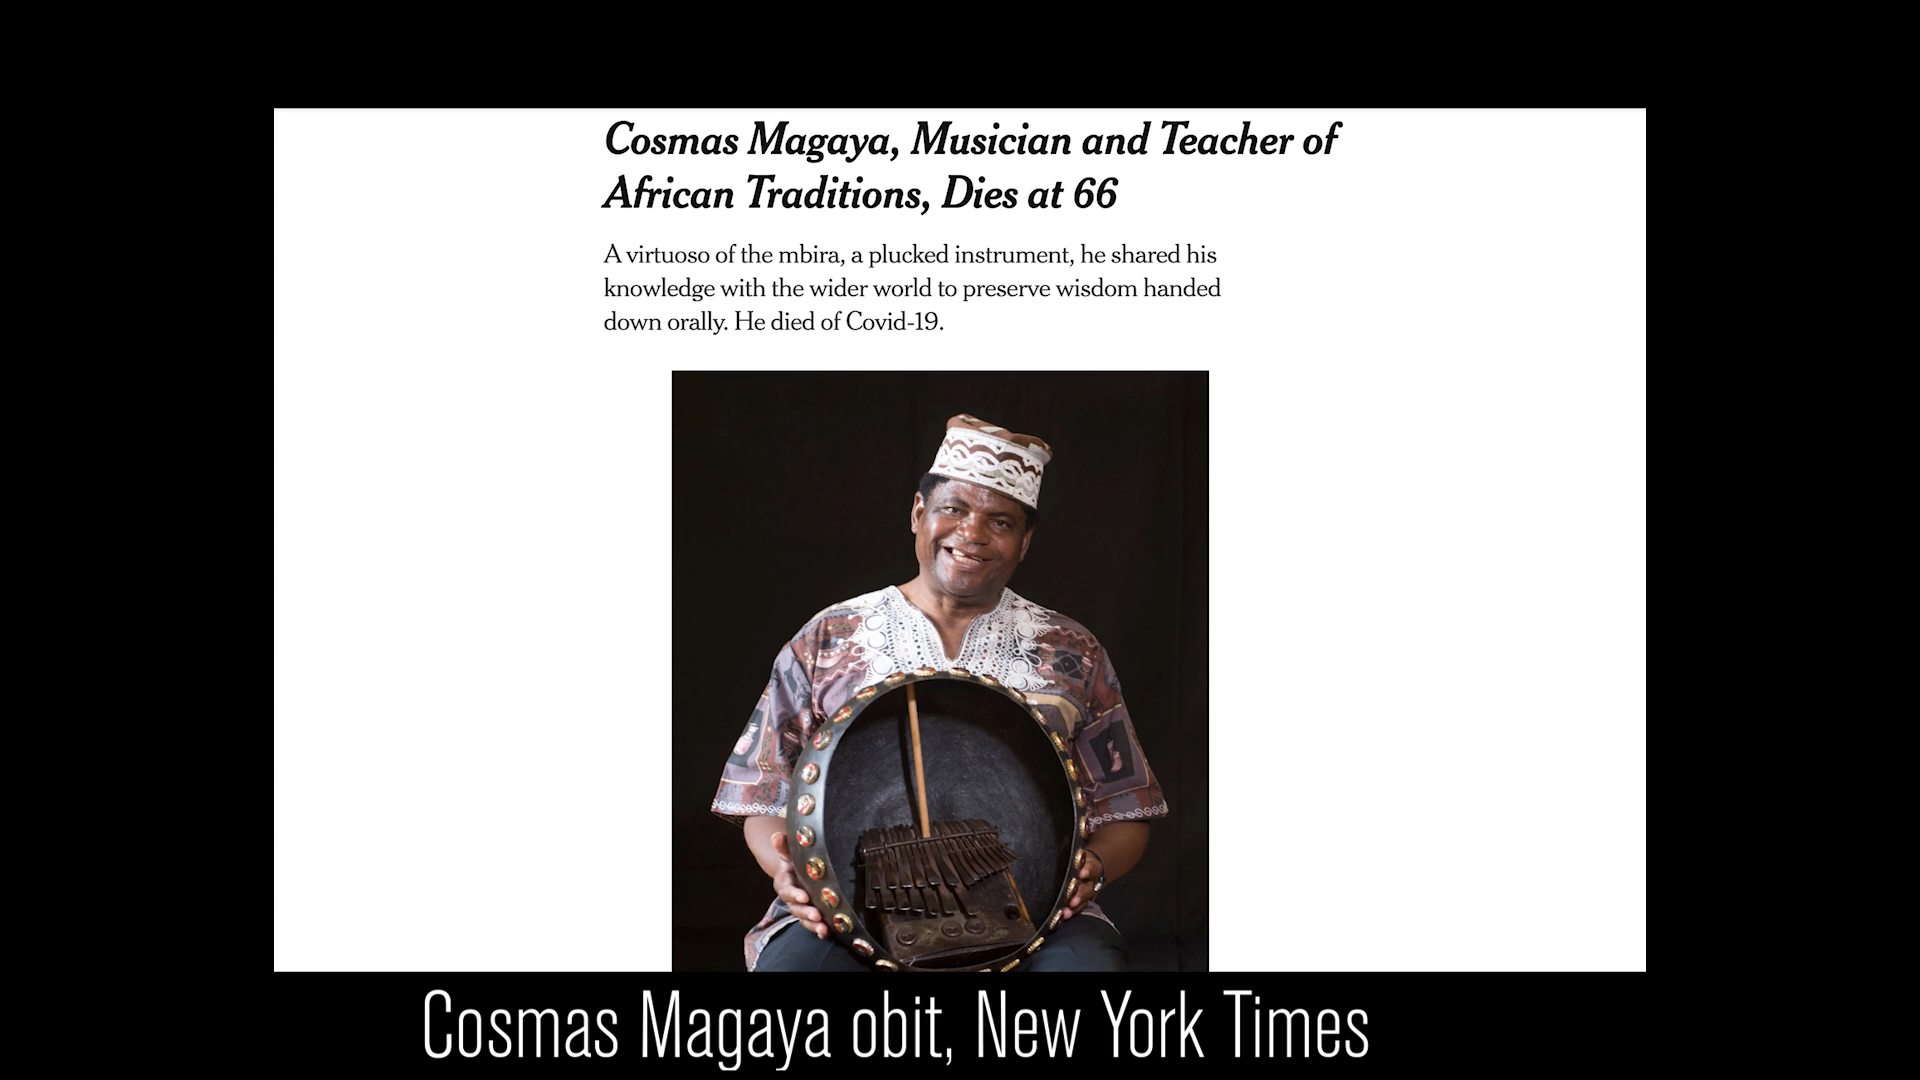 Cosmas Magaya, Musician and Teacher of
African Traditions, Dies at 66
A virtuoso of the mbira, a plucked instrument, he shared his
knowledge with the wider world to preserve wisdom handed
down orally. He died of Covid-19.
Cosmas Magaya obit, New York Times